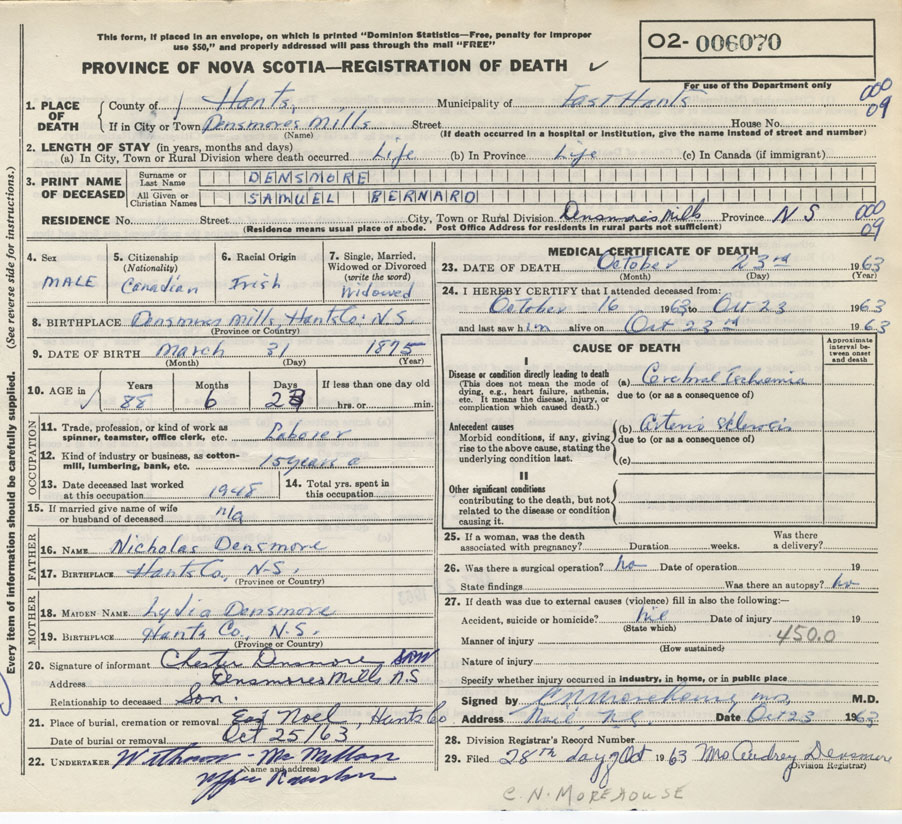 This form, if placed in an envelope, on which is printed "Dominion Statistics—Free, penalty for improper
use $50," and properly addressed will pass through the mail "FREE"
O2- 006070
PROVINCE OF NOVA SCOTIA—REGISTRATION OF DEATH ✓
For use of the Department only
000
09
1. PLACE OF DEATH
County of Hants, Municipality of East Hants
If in City or Town Densmores Mills Street House No.
(Name) (If death occurred in a hospital or institution, give the name instead of street and number)
2. LENGTH OF STAY (in years, months and days)
(a) In City, Town or Rural Division where death occurred Life (b) In Province Life (c) In Canada (if immigrant)
3. PRINT NAME OF DECEASED
Surname or Last Name DENSMORE
All Given or Christian Names SAMUEL BERNARD
RESIDENCE No. Street City, Town or Rural Division Densmores Mills Province N S
000
09
(Residence means usual place of abode. Post Office Address for residents in rural parts not sufficient)
4. Sex
MALE
5. Citizenship
(Nationality)
Canadian
6. Racial Origin
Irish
7. Single, Married,
Widowed or Divorced
(write the word)
Widowed
8. BIRTHPLACE Densmores Mills, Hants Co. N.S.
(Province or Country)
9. DATE OF BIRTH March 31 1875
(Month) (Day) (Year)
10. AGE in
Years Months Days If less than one day old
88 6 23 hrs. or min.
OCCUPATION
11. Trade, profession, or kind of work as
spinner, teamster, office clerk, etc. Laborer
12. Kind of industry or business, as cotton-
mill, lumbering, bank, etc. 15 years
13. Date deceased last worked
at this occupation 1948
14. Total yrs. spent in
this occupation
15. If married give name of wife
or husband of deceased n/a
FATHER
16. NAME Nicholas Densmore
17. BIRTHPLACE Hants Co, N.S.
(Province or Country)
MOTHER
18. MAIDEN NAME Lydia Densmore
19. BIRTHPLACE Hants Co, N.S.
(Province or Country)
20. Signature of informant Chester Densmore
Address Densmores Mills N.S
Relationship to deceased Son.
21. Place of burial, cremation or removal East Noel, Hants Co
Date of burial or removal Oct 25/63
22. UNDERTAKER McMillan
(Name and address)
Upper Rawdon
MEDICAL CERTIFICATE OF DEATH
23. DATE OF DEATH October 23rd 1963
(Month) (Day) (Year)
24. I HEREBY CERTIFY that I attended deceased from:
October 16 1963 to Oct 23 1963
and last saw him alive on Oct 23rd 1963
CAUSE OF DEATH
Approximate interval between onset and death
I
Disease or condition directly leading to death
(This does not mean the mode of
dying, e.g., heart failure, asthenia,
etc. It means the disease, injury, or
complication which caused death.)
(a) Cerebral Ischemia
due to (or as a consequence of)
Antecedent causes
Morbid conditions, if any, giving
rise to the above cause, stating the
underlying condition last.
(b) Arterio sclerosis
due to (or as a consequence of)
(c)
II
Other significant conditions
contributing to the death, but not
related to the disease or condition
causing it.
25. If a woman, was the death
associated with pregnancy? Duration weeks. Was there
a delivery?
26. Was there a surgical operation? no Date of operation 19
State findings Was there an autopsy? no
27. If death was due to external causes (violence) fill in also the following:—
Accident, suicide or homicide? nil Date of injury 19
(State which)
450.0
Manner of injury
(How sustained)
Nature of injury
Specify whether injury occurred in industry, in home, or in public place
Signed by C N Morehouse, M.D.
Address Noel, N.S. Date Oct 23 1963
28. Division Registrar's Record Number
29. Filed 28th day of Oct 1963 Mrs Audrey Densmore
(Division Registrar)
C. N. MOREHOUSE
Every item of information should be carefully supplied. (See reverse side for instructions.)